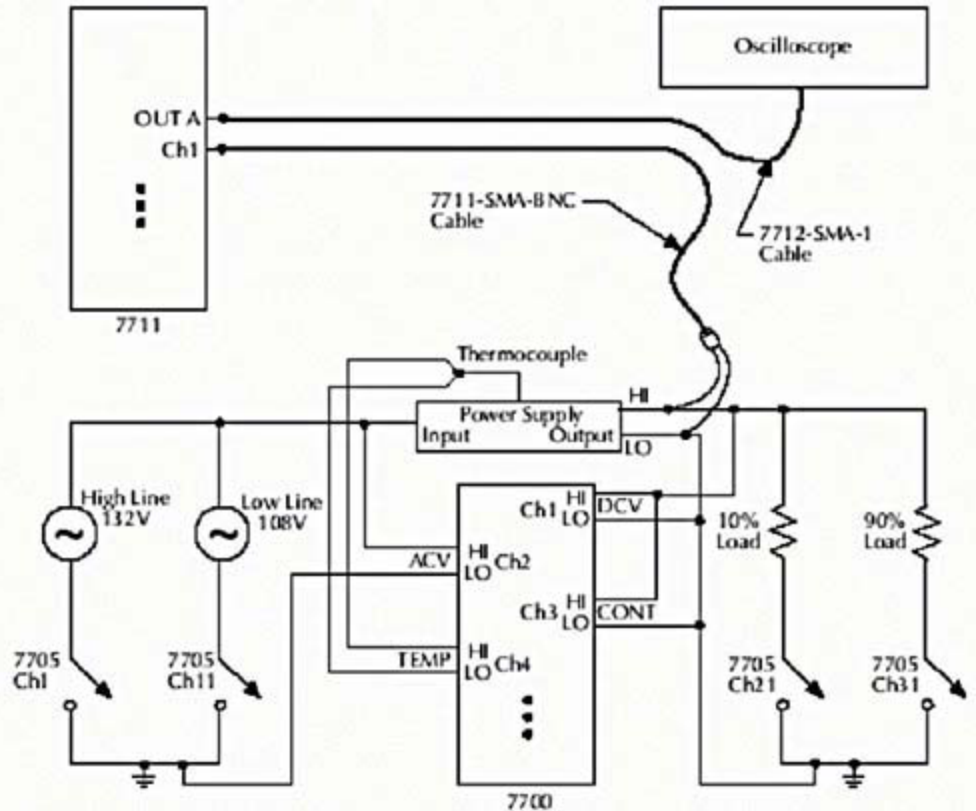 Oscilloscope
OUT A
Ch1
7711-SMA-BNC
Cable
7712-SMA-1
Cable
7711
Thermocouple
HI
Power Supply
Input Output
LO
High Line
132V
Low Line
108V
Ch1 HI DCV
LO
10%
Load
90%
Load
ACV HI Ch2
LO
Ch3 HI CONT
LO
TEMP HI Ch4
LO
7705
Ch1
7705
Ch11
7705
Ch21
7705
Ch31
7700